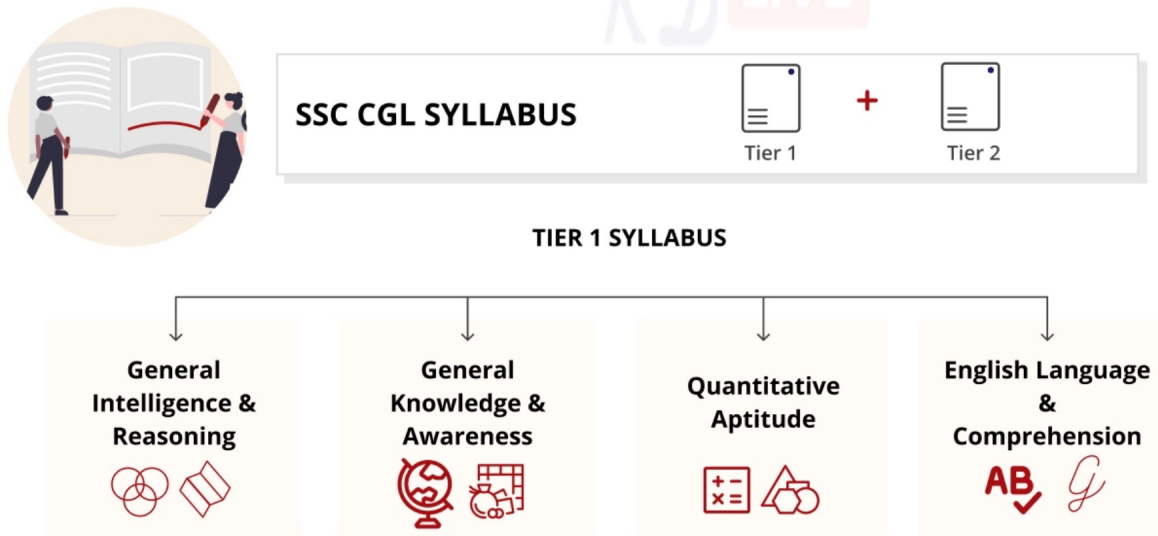 SSC CGL SYLLABUS
Tier 1
+
Tier 2
TIER 1 SYLLABUS
General
Intelligence &
Reasoning
General
Knowledge &
Awareness
Quantitative
Aptitude
English Language
&
Comprehension
AB